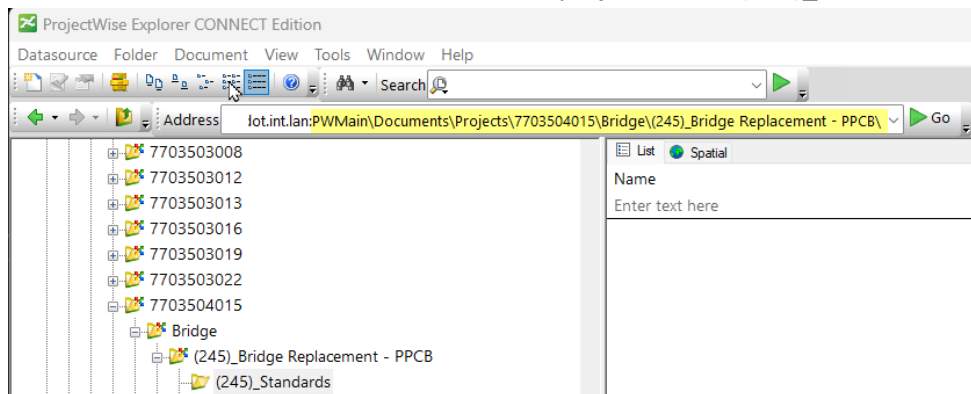 ProjectWise Explorer CONNECT Edition
Datasource Folder Document View Tools Window Help
Search
Address dot.int.lan:PWMain\Documents\Projects\7703504015\Bridge\(245)_Bridge Replacement - PPCB\ Go
7703503008
7703503012
7703503013
7703503016
7703503019
7703503022
7703504015
Bridge
(245)_Bridge Replacement - PPCB
(245)_Standards
List Spatial
Name
Enter text here